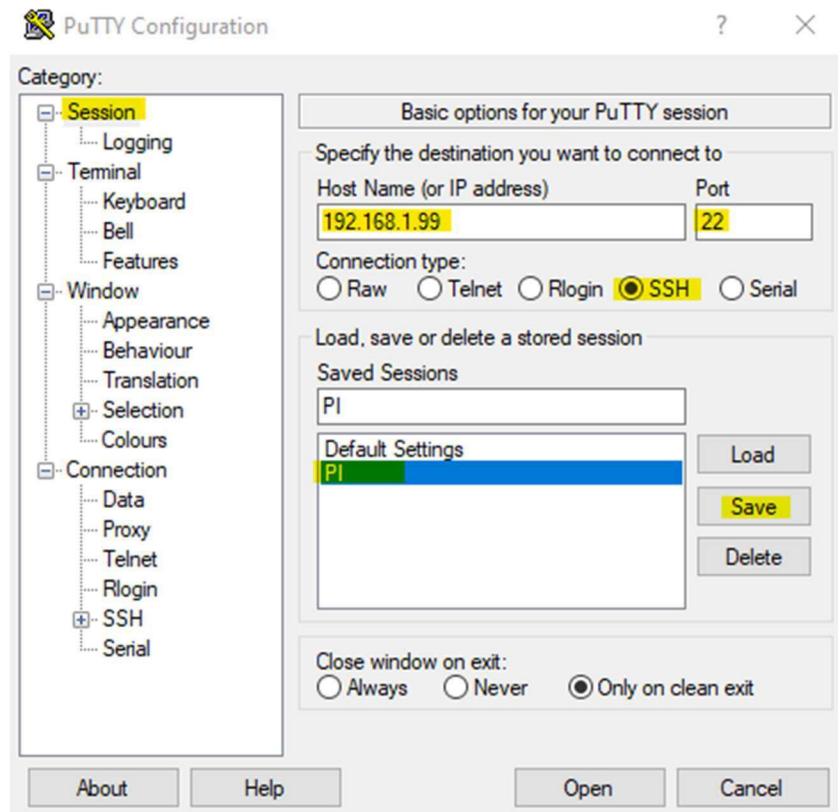 PuTTY Configuration
?
Category:
Session
Logging
Terminal
Keyboard
Bell
Features
Window
Appearance
Behaviour
Translation
Selection
Colours
Connection
Data
Proxy
Telnet
Rlogin
SSH
Serial
Basic options for your PuTTY session
Specify the destination you want to connect to
Host Name (or IP address) Port
192.168.1.99 22
Connection type:
Raw Telnet Rlogin SSH Serial
Load, save or delete a stored session
Saved Sessions
PI
Default Settings
PI
Load
Save
Delete
Close window on exit:
Always Never Only on clean exit
About Help Open Cancel